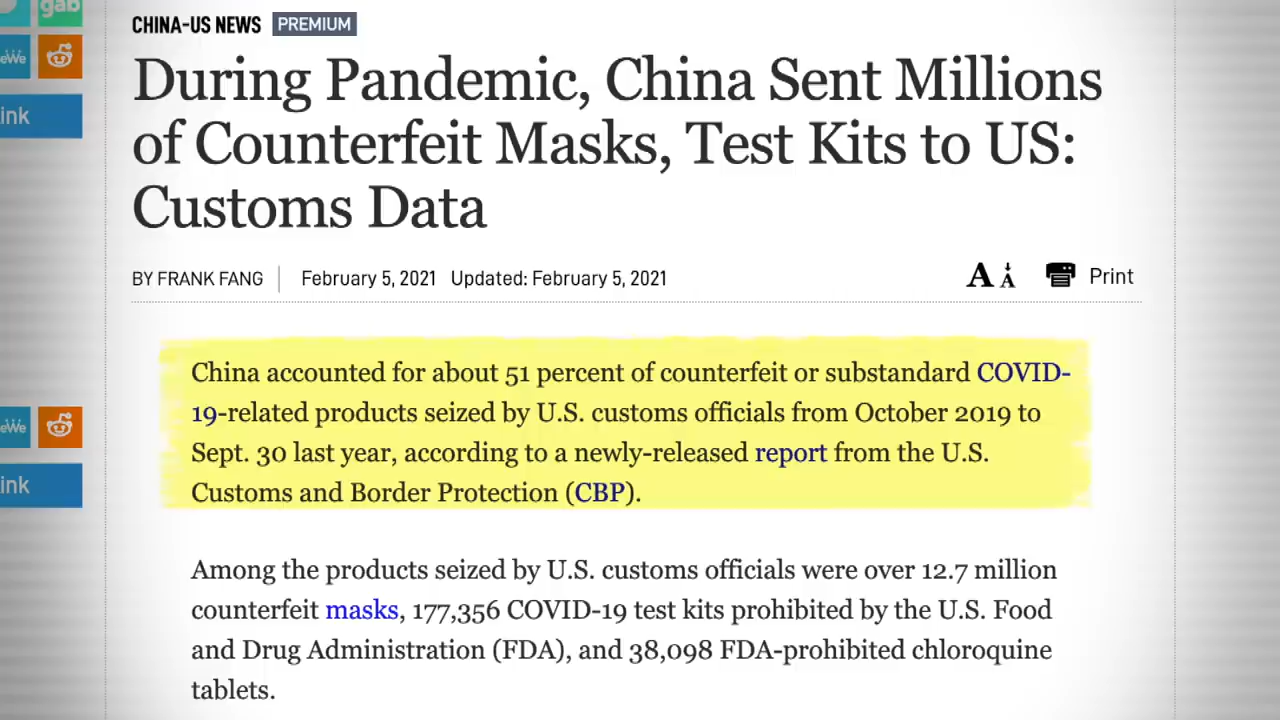 gab
CHINA-US NEWS PREMIUM
eWe
During Pandemic, China Sent Millions
of Counterfeit Masks, Test Kits to US:
Customs Data
ink
BY FRANK FANG February 5, 2021 Updated: February 5, 2021 A A Print
China accounted for about 51 percent of counterfeit or substandard COVID-
19-related products seized by U.S. customs officials from October 2019 to
eWe
Sept. 30 last year, according to a newly-released report from the U.S.
ink
Customs and Border Protection (CBP).
Among the products seized by U.S. customs officials were over 12.7 million
counterfeit masks, 177,356 COVID-19 test kits prohibited by the U.S. Food
and Drug Administration (FDA), and 38,098 FDA-prohibited chloroquine
tablets.